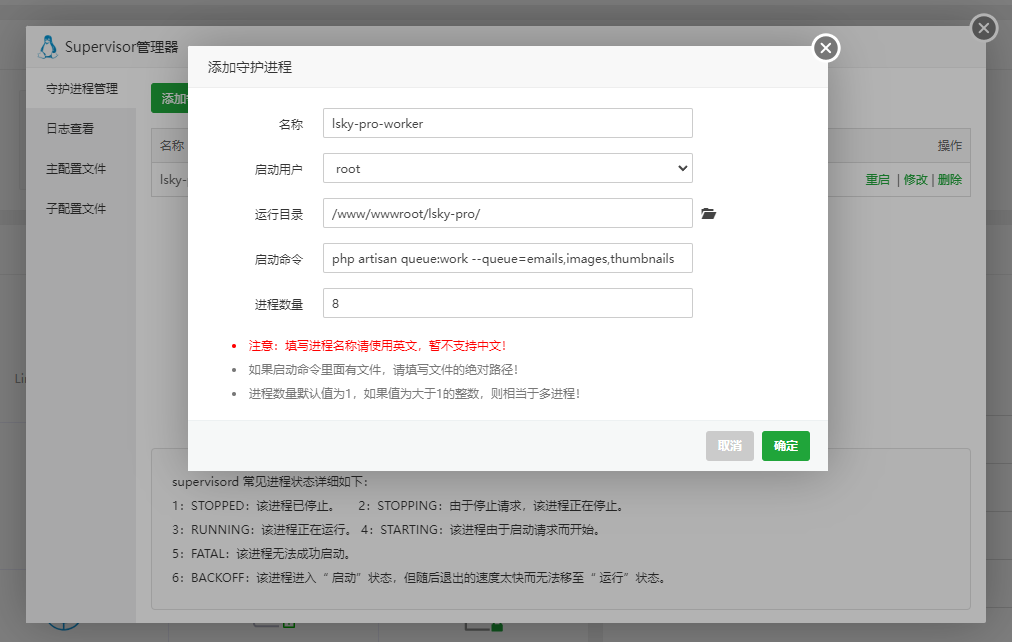 Supervisor管理器
添加守护进程
守护进程管理
日志查看
主配置文件
子配置文件
添加
名称
操作
lsky-
重启 | 修改 | 删除
名称
lsky-pro-worker
启动用户
root
运行目录
/www/wwwroot/lsky-pro/
启动命令
php artisan queue:work --queue=emails,images,thumbnails
进程数量
8
注意：填写进程名称请使用英文，暂不支持中文！
如果启动命令里面有文件，请填写文件的绝对路径！
进程数量默认值为1，如果值为大于1的整数，则相当于多进程！
取消
确定
supervisord 常见进程状态详细如下：
1：STOPPED：该进程已停止。 2：STOPPING：由于停止请求，该进程正在停止。
3：RUNNING：该进程正在运行。 4：STARTING：该进程由于启动请求而开始。
5：FATAL：该进程无法成功启动。
6：BACKOFF：该进程进入“ 启动”状态，但随后退出的速度太快而无法移至“ 运行”状态。